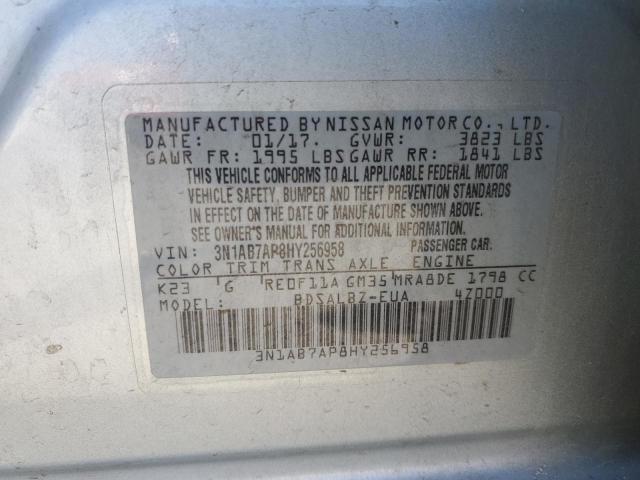 MANUFACTURED BY NISSAN MOTOR CO., LTD.
DATE: 01/17. GVWR: 3823 LBS
GAWR FR: 1995 LBS GAWR RR: 1841 LBS
THIS VEHICLE CONFORMS TO ALL APPLICABLE FEDERAL MOTOR
VEHICLE SAFETY, BUMPER AND THEFT PREVENTION STANDARDS
IN EFFECT ON THE DATE OF MANUFACTURE SHOWN ABOVE.
SEE OWNER'S MANUAL FOR ADDITIONAL INFORMATION.
VIN: 3N1AB7AP8HY256958 PASSENGER CAR.
COLOR TRIM TRANS AXLE ENGINE
K23 G RE0F11A GM35 MRA8DE 1798 CC
MODEL: BDSALBZ-EUA 4Z000
3N1AB7AP8HY256958